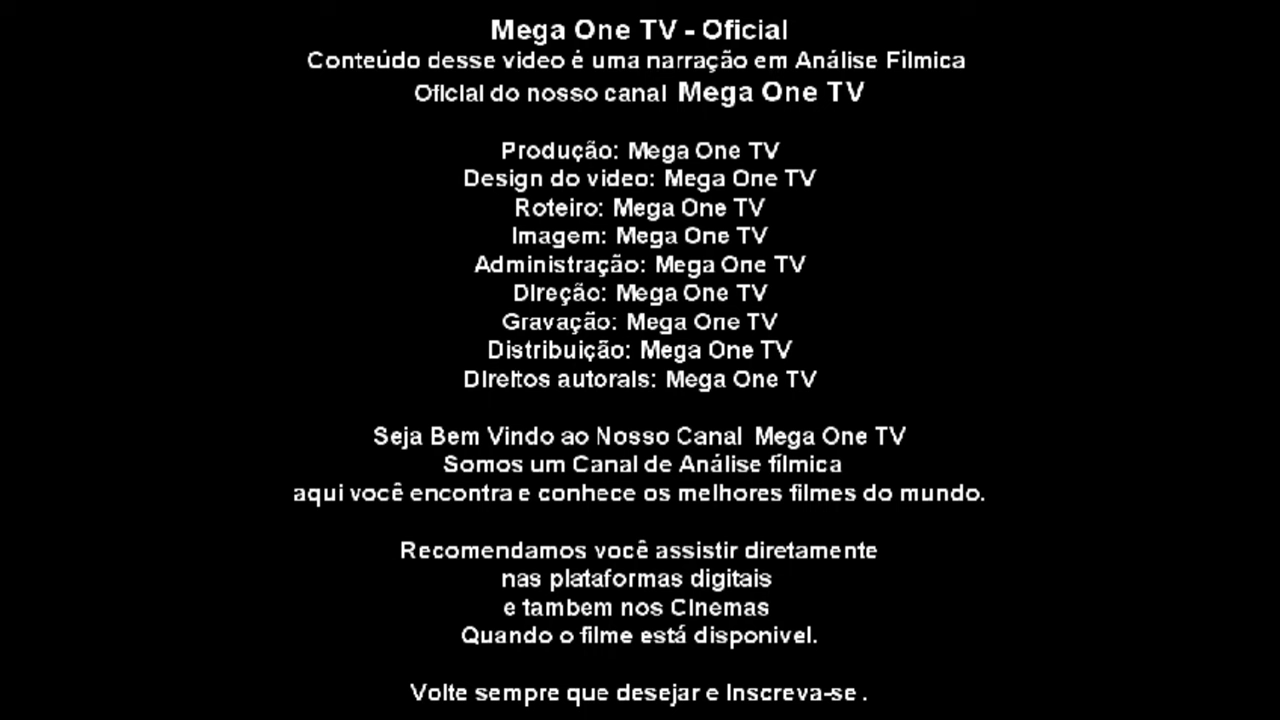 Mega One TV - Oficial
Conteúdo desse video é uma narração em Análise Filmica
Oficial do nosso canal Mega One TV
Produção: Mega One TV
Design do video: Mega One TV
Roteiro: Mega One TV
Imagem: Mega One TV
Administração: Mega One TV
Direção: Mega One TV
Gravação: Mega One TV
Distribuição: Mega One TV
Direitos autorais: Mega One TV
Seja Bem Vindo ao Nosso Canal Mega One TV
Somos um Canal de Análise fílmica
aqui você encontra e conhece os melhores filmes do mundo.
Recomendamos você assistir diretamente
nas plataformas digitais
e tambem nos Cinemas
Quando o filme está disponivel.
Volte sempre que desejar e Inscreva-se .